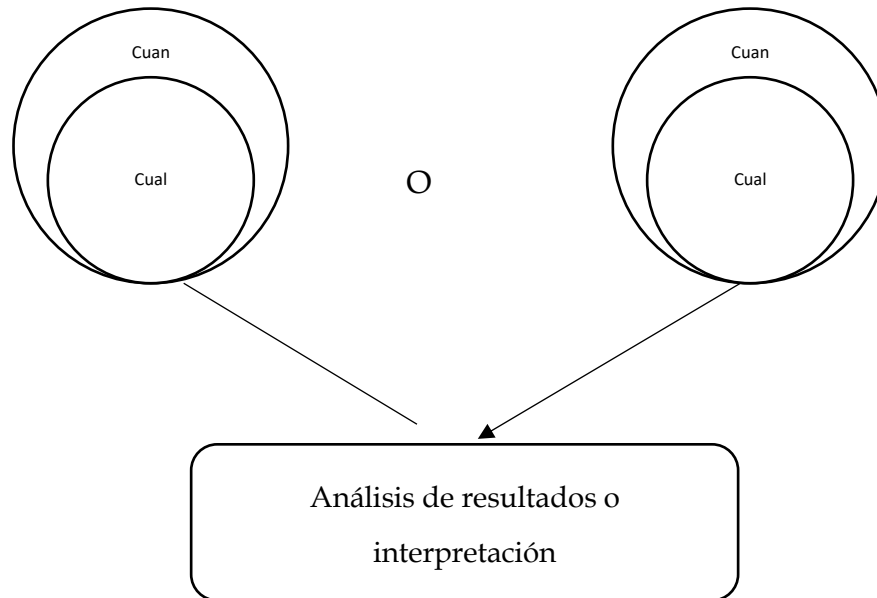 Cuan
Cuan
Cual
O
Cual
Análisis de resultados o
interpretación